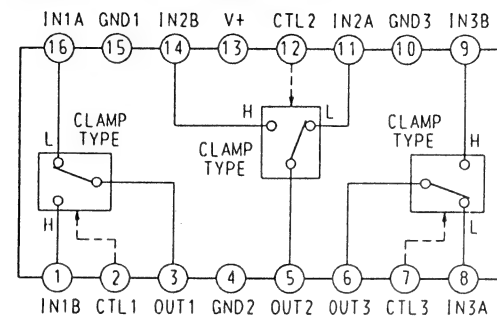 IN1A GND1 IN2B V+ CTL2 IN2A GND3 IN3B
16 15 14 13 12 11 10 9
CLAMP
TYPE
L
H
H
L
CLAMP
TYPE
CLAMP
TYPE
H
L
1 2 3 4 5 6 7 8
IN1B CTL1 OUT1 GND2 OUT2 OUT3 CTL3 IN3A